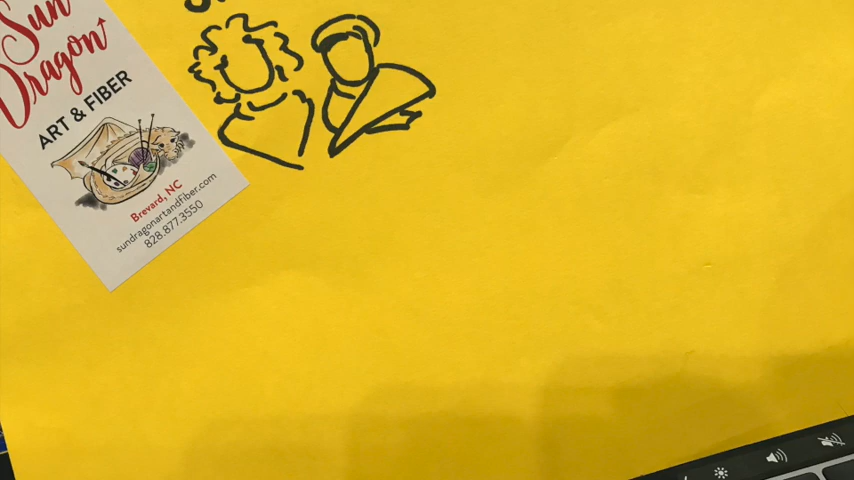 Sun
Dragon
ART & FIBER
Brevard, NC
sundragonartandfiber.com
828.877.3550